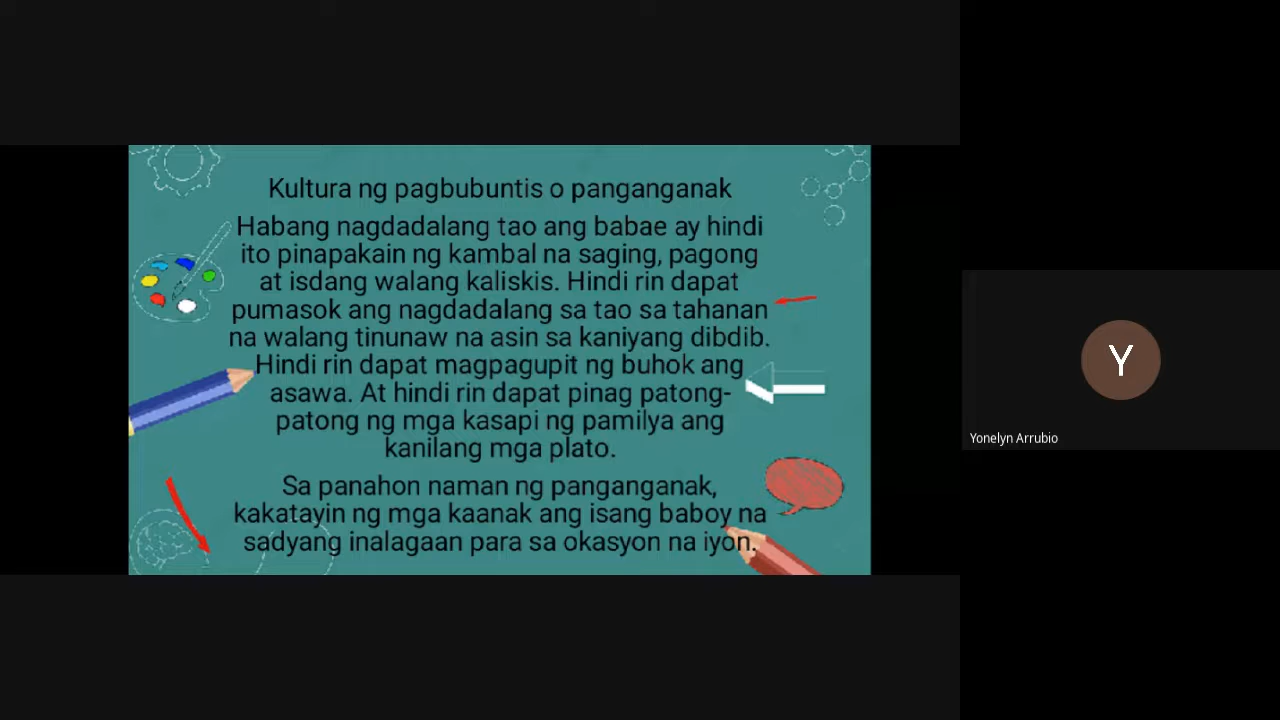 Kultura ng pagbubuntis o panganganak
Habang nagdadalang tao ang babae ay hindi
ito pinapakain ng kambal na saging, pagong
at isdang walang kaliskis. Hindi rin dapat
pumasok ang nagdadalang sa tao sa tahanan
na walang tinunaw na asin sa kaniyang dibdib.
Hindi rin dapat magpagupit ng buhok ang
asawa. At hindi rin dapat pinag patong-
patong ng mga kasapi ng pamilya ang
kanilang mga plato.
Sa panahon naman ng panganganak,
kakatayin ng mga kaanak ang isang baboy na
sadyang inalagaan para sa okasyon na iyon.
Y
Yonelyn Arrubio